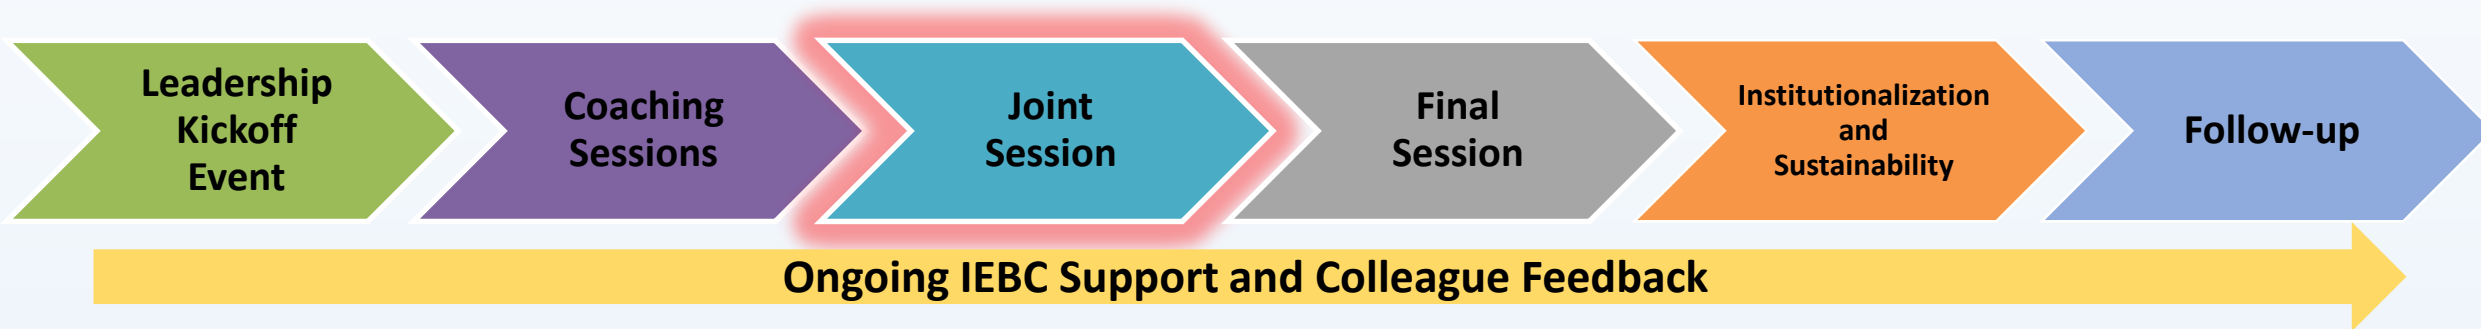 Leadership
Kickoff
Event
Coaching
Sessions
Joint
Session
Final
Session
Institutionalization
and
Sustainability
Follow-up
Ongoing IEBC Support and Colleague Feedback